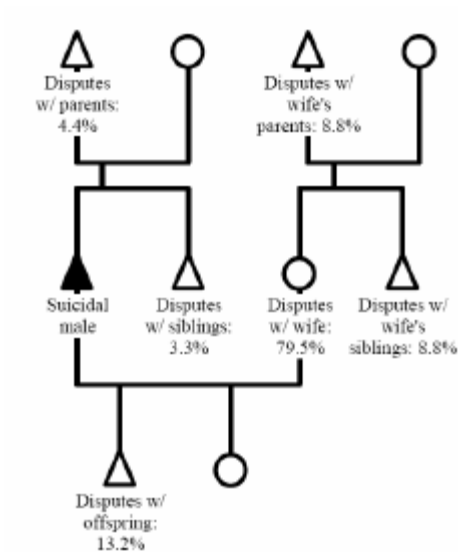 Disputes
w/ parents:
4.4%
Disputes w/
wife's
parents: 8.8%
Suicidal
male
Disputes
w/ siblings:
3.3%
Disputes
w/ wife:
79.5%
Disputes w/
wife's
siblings: 8.8%
Disputes w/
offspring:
13.2%